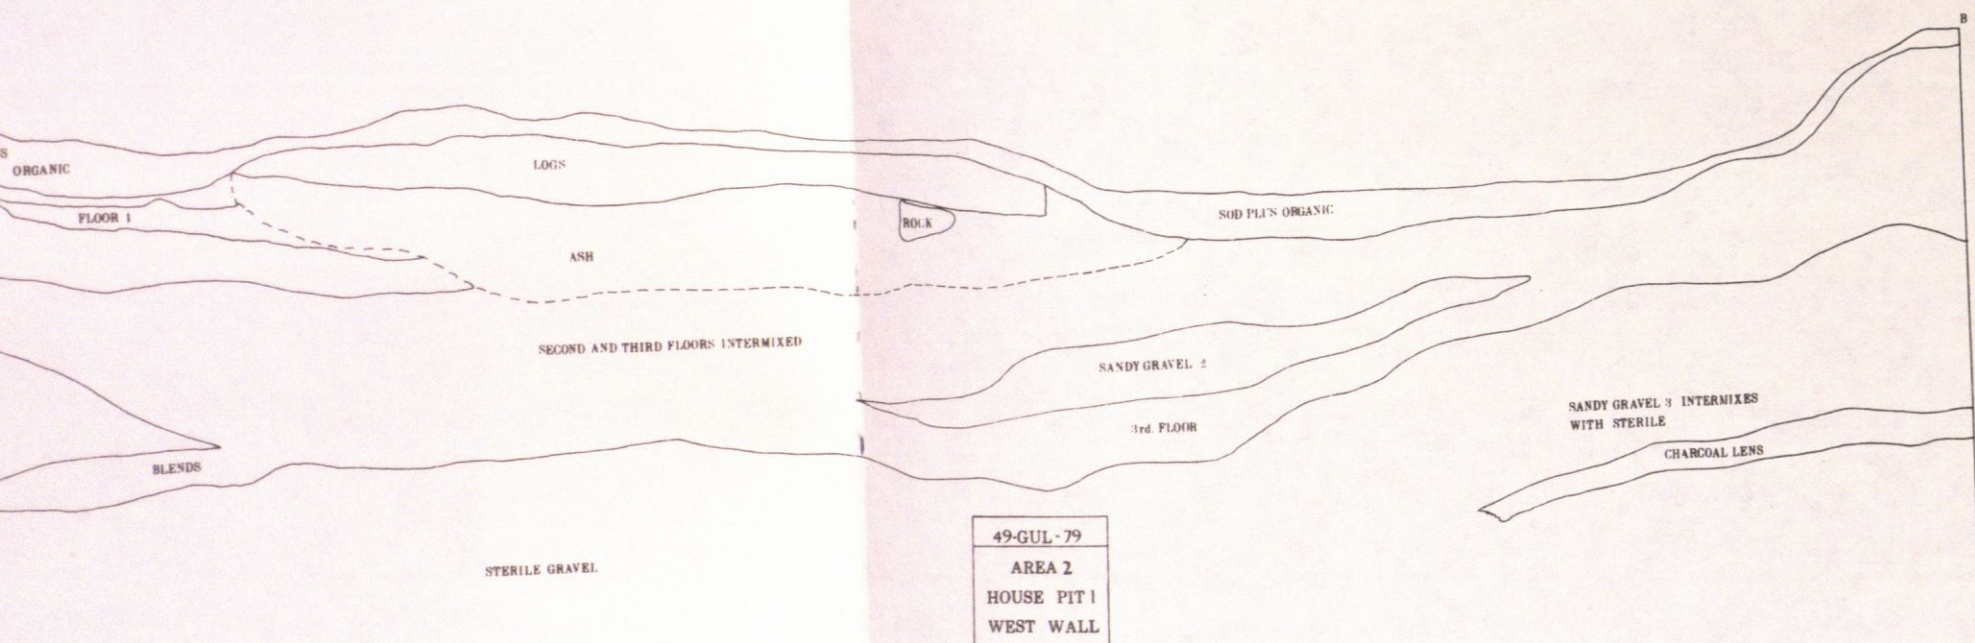 B
S
ORGANIC
LOGS
FLOOR 1
ROCK
SOD PLUS ORGANIC
ASH
SECOND AND THIRD FLOORS INTERMIXED
SANDY GRAVEL 2
SANDY GRAVEL 3 INTERMIXES
WITH STERILE
3rd. FLOOR
CHARCOAL LENS
BLENDS
49-GUL-79
AREA 2
HOUSE PIT 1
WEST WALL
STERILE GRAVEL